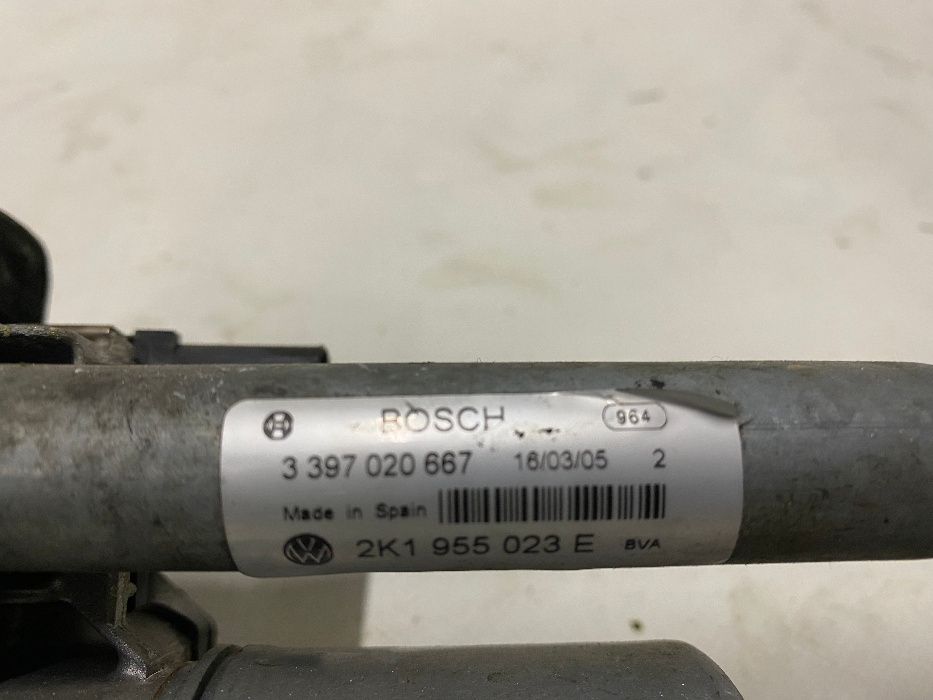 BOSCH 964
3 397 020 667 16/03/05 2
Made in Spain
2K1 955 023 E BVA